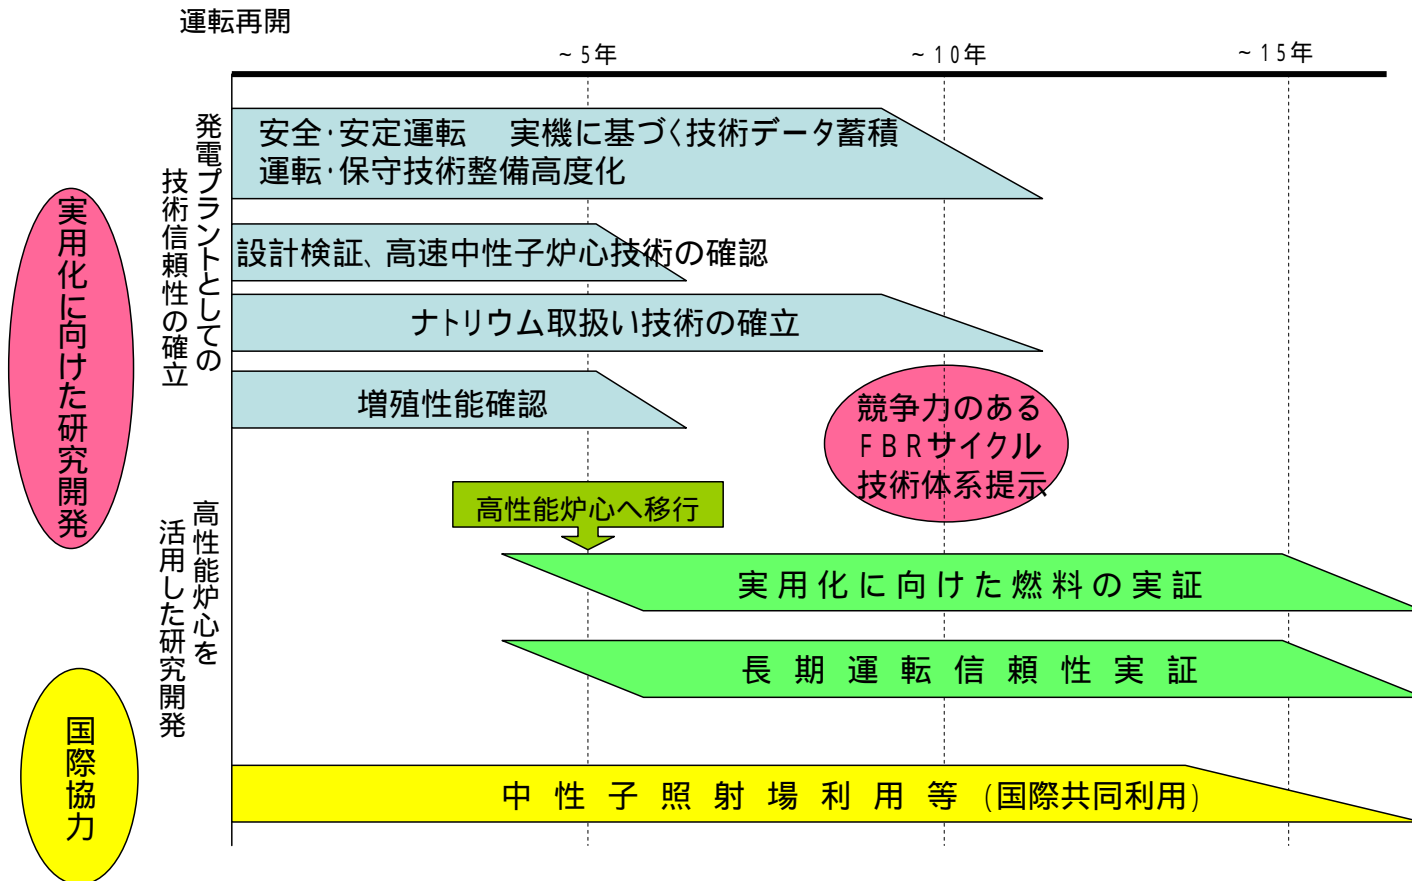 運転再開
~5年
~10年
~15年
実用化に向けた研究開発
発電プラントとしての
技術信頼性の確立
安全·安定運転　実機に基づく技術データ蓄積
運転·保守技術整備高度化
設計検証、高速中性子炉心技術の確認
ナトリウム取扱い技術の確立
増殖性能確認
競争力のある
FBRサイクル
技術体系提示
高性能炉心を
活用した研究開発
高性能炉心へ移行
実用化に向けた燃料の実証
長期運転信頼性実証
国際協力
中性子照射場利用等(国際共同利用)